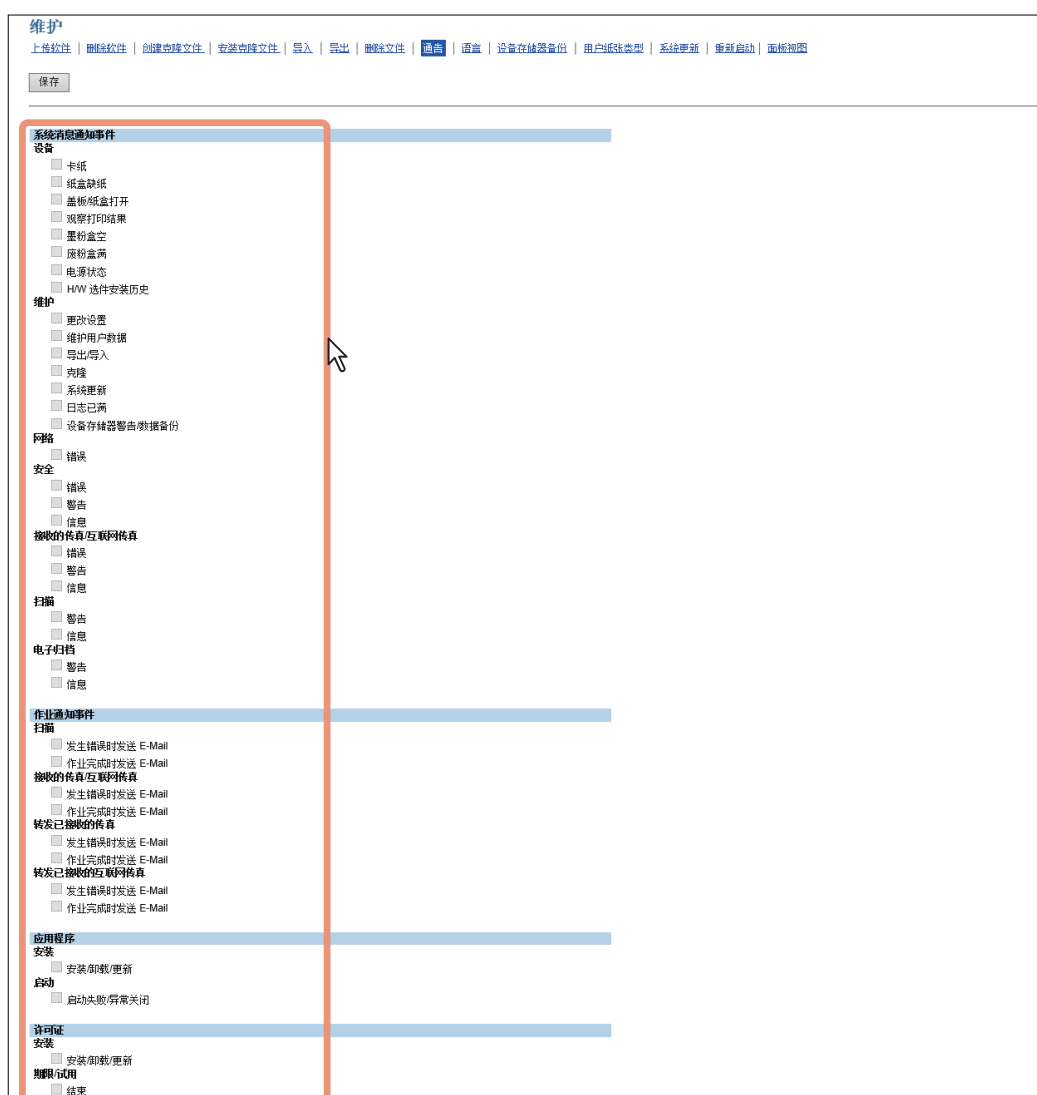 维护
上传软件 | 删除软件 | 创建克隆文件 | 安装克隆文件 | 导入 | 导出 | 删除文件 | 通告 | 语言 | 设备存储器备份 | 用户纸张类型 | 系统更新 | 重新启动 | 面板视图
保存
系统消息通知事件
设备
卡纸
纸盒缺纸
盖板/纸盒打开
观察打印结果
墨粉盒空
废粉盒满
电源状态
H/W 选件安装历史
维护
更改设置
维护用户数据
导出/导入
克隆
系统更新
日志已满
设备存储器警告/数据备份
网络
错误
安全
错误
警告
信息
接收的传真/互联网传真
错误
警告
信息
扫描
警告
信息
电子归档
警告
信息
作业通知事件
扫描
发生错误时发送 E-Mail
作业完成时发送 E-Mail
接收的传真/互联网传真
发生错误时发送 E-Mail
作业完成时发送 E-Mail
转发已接收的传真
发生错误时发送 E-Mail
作业完成时发送 E-Mail
转发已接收的互联网传真
发生错误时发送 E-Mail
作业完成时发送 E-Mail
应用程序
安装
安装/卸载/更新
启动
启动失败/异常关闭
许可证
安装
安装/卸载/更新
期限/试用
结束